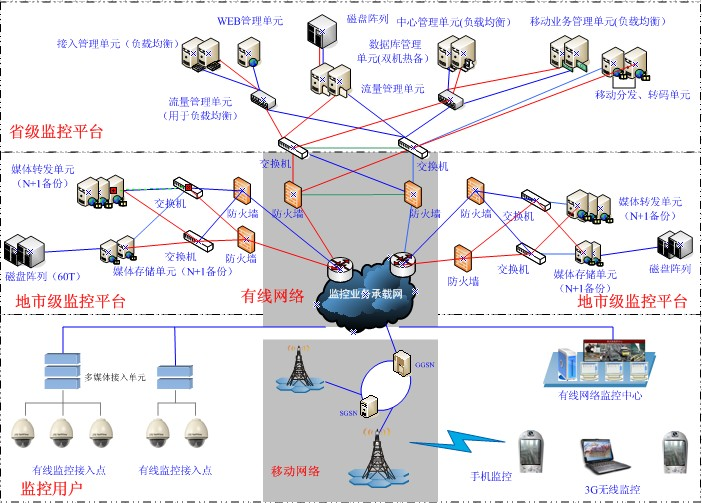 WEB管理单元
磁盘阵列
中心管理单元(负载均衡)
移动业务管理单元(负载均衡)
接入管理单元（负载均衡）
数据库管理
单元(双机热备)
流量管理单元
（用于负载均衡）
流量管理单元
移动分发、转码单元
省级监控平台
交换机
交换机
媒体转发单元
（N+1备份）
交换机
防火墙
防火墙
防火墙
防火墙
交换机
媒体转发单元
（N+1备份）
交换机
防火墙
防火墙
交换机
磁盘阵列（60T）
媒体存储单元（N+1备份）
媒体存储单元
（N+1备份）
磁盘阵列
地市级监控平台
有线网络
监控业务承载网
地市级监控平台
多媒体接入单元
GGSN
SGSN
有线网络监控中心
有线监控接入点
有线监控接入点
监控用户
移动网络
手机监控
3G无线监控